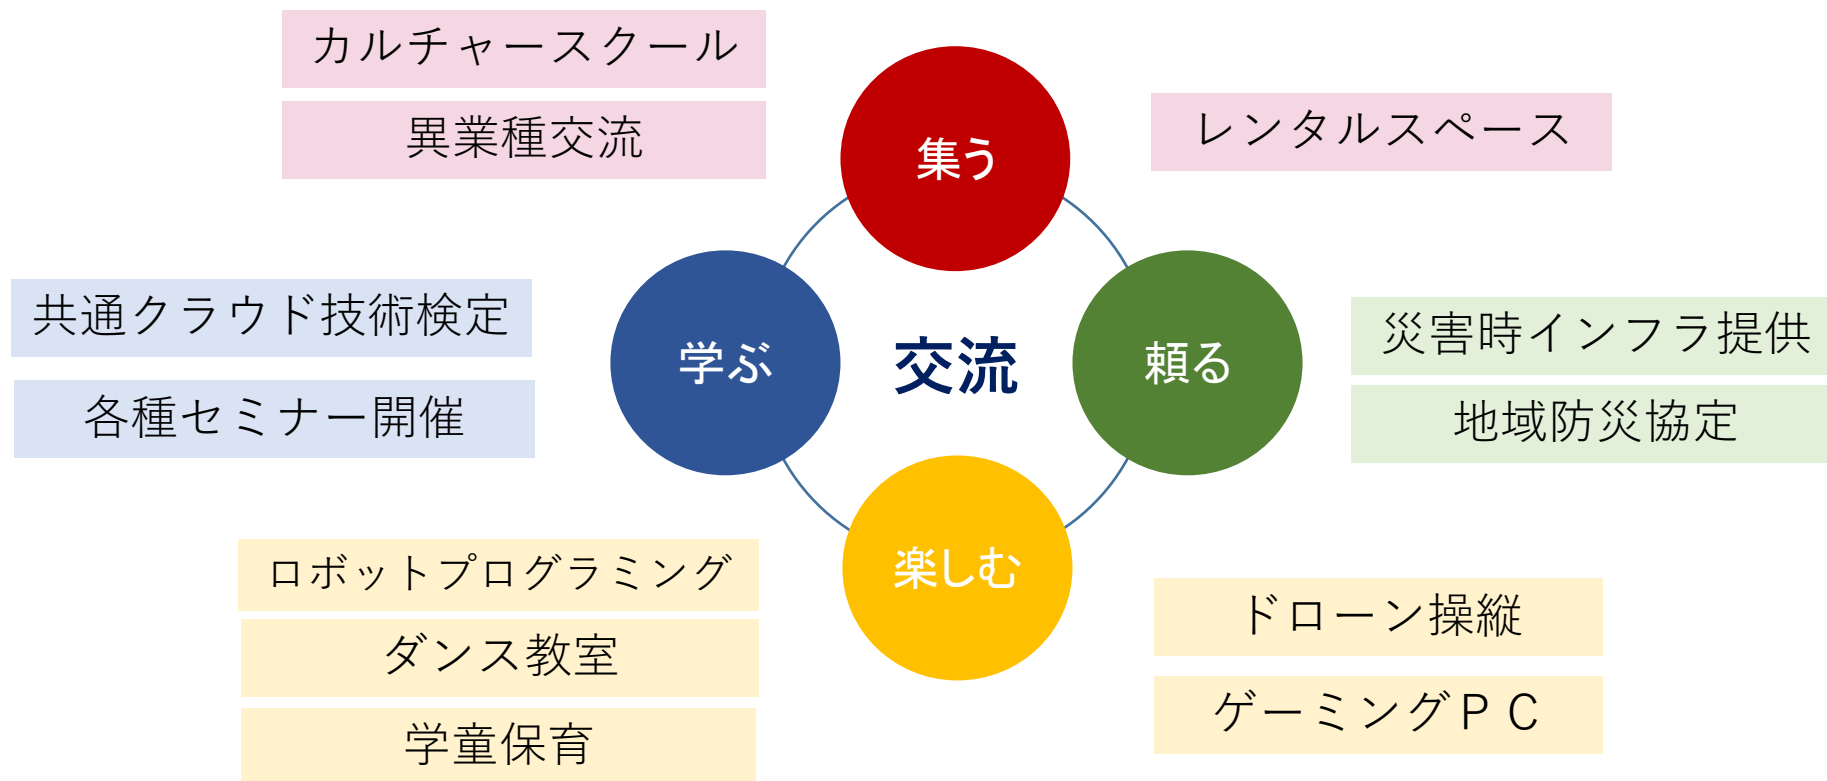 カルチャースクール
異業種交流
集う
レンタルスペース
共通クラウド技術検定
各種セミナー開催
学ぶ
交流
頼る
災害時インフラ提供
地域防災協定
ロボットプログラミング
ダンス教室
学童保育
楽しむ
ドローン操縦
ゲーミングＰＣ